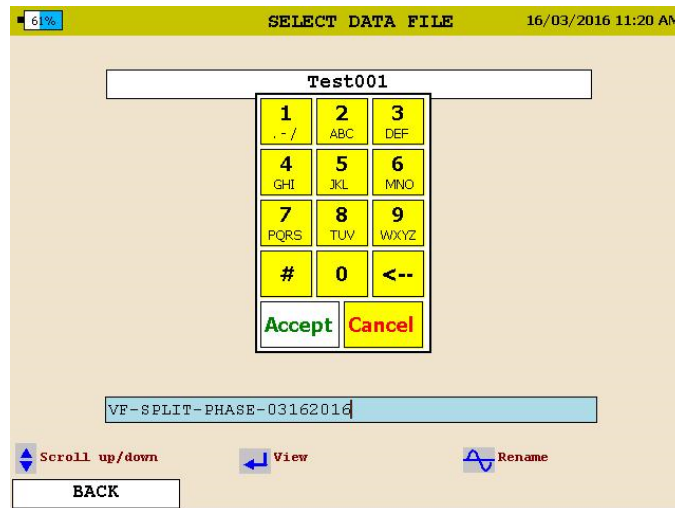 61% SELECT DATA FILE 16/03/2016 11:20 AM
Test001
1 2 3
.-/ ABC DEF
4 5 6
GHI JKL MNO
7 8 9
PQRS TUV WXYZ
# 0 <--
Accept Cancel
VF-SPLIT-PHASE-03162016
Scroll up/down View Rename
BACK